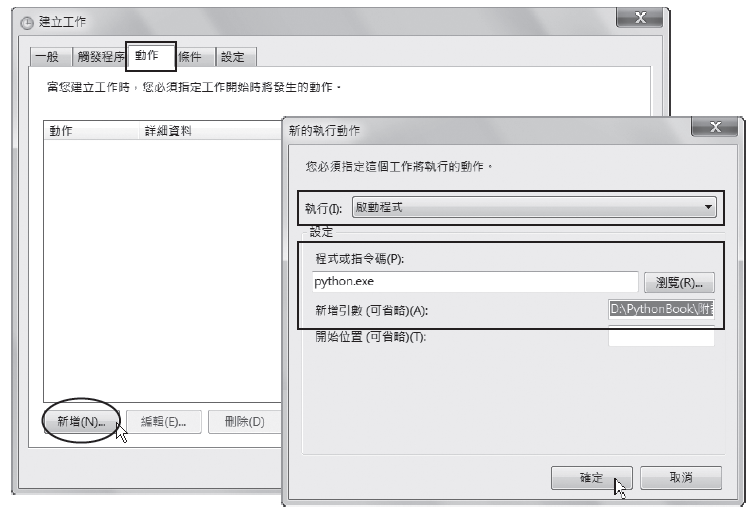 建立工作
X
一般 觸發程序 動作 條件 設定
當您建立工作時，您必須指定工作開始時將發生的動作。
動作 詳細資料
新增(N)... 編輯(E)... 刪除(D)
新的執行動作
X
您必須指定這個工作將執行的動作。
執行(I): 啟動程式
設定
程式或指令碼(P):
python.exe 瀏覽(R)...
新增引數 (可省略)(A): D:\PythonBook\附
開始位置 (可省略)(T):
確定 取消